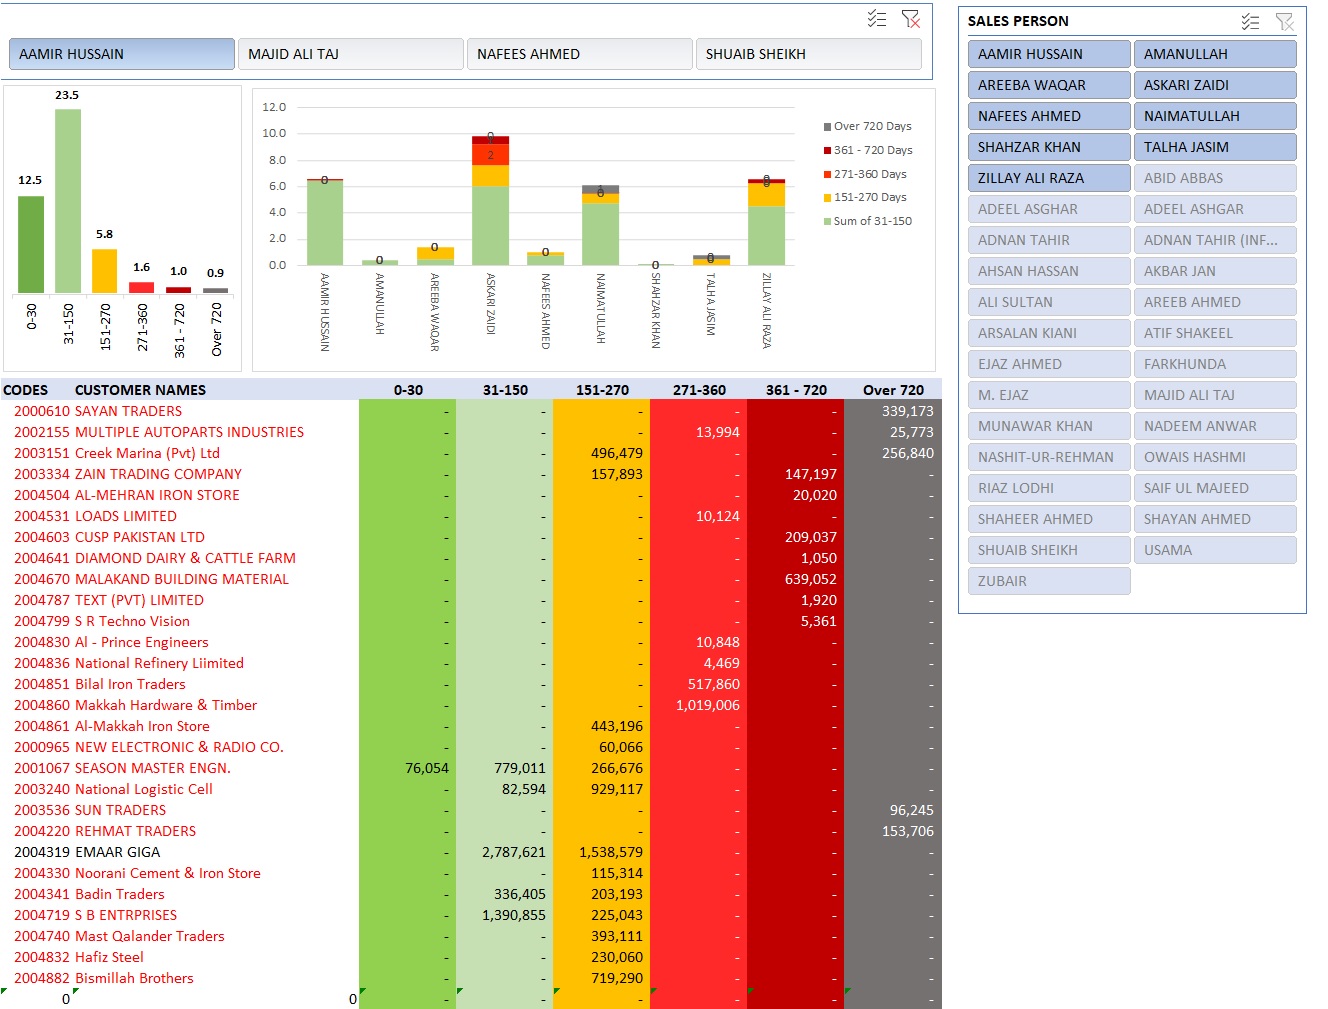 AAMIR HUSSAIN MAJID ALI TAJ NAFEES AHMED SHUAIB SHEIKH
23.5
12.5
5.8
1.6
1.0
0.9
0-30
31-150
151-270
271-360
361 - 720
Over 720
12.0
10.0
8.0
6.0
4.0
2.0
0.0
0
0
0
0
2
0
0
0
0
0
AAMIR HUSSAIN
AMANULLAH
AREEBA WAQAR
ASKARI ZAIDI
NAFEES AHMED
NAIMATULLAH
SHAHZAR KHAN
TALHA JASIM
ZILLAY ALI RAZA
Over 720 Days
361 - 720 Days
271-360 Days
151-270 Days
Sum of 31-150
SALES PERSON
AAMIR HUSSAIN AMANULLAH
AREEBA WAQAR ASKARI ZAIDI
NAFEES AHMED NAIMATULLAH
SHAHZAR KHAN TALHA JASIM
ZILLAY ALI RAZA ABID ABBAS
ADEEL ASGHAR ADEEL ASHGAR
ADNAN TAHIR ADNAN TAHIR (INF...
AHSAN HASSAN AKBAR JAN
ALI SULTAN AREEB AHMED
ARSALAN KIANI ATIF SHAKEEL
EJAZ AHMED FARKHUNDA
M. EJAZ MAJID ALI TAJ
MUNAWAR KHAN NADEEM ANWAR
NASHIT-UR-REHMAN OWAIS HASHMI
RIAZ LODHI SAIF UL MAJEED
SHAHEER AHMED SHAYAN AHMED
SHUAIB SHEIKH USAMA
ZUBAIR
CODES CUSTOMER NAMES 0-30 31-150 151-270 271-360 361 - 720 Over 720
2000610 SAYAN TRADERS - - - - - 339,173
2002155 MULTIPLE AUTOPARTS INDUSTRIES - - - 13,994 - 25,773
2003151 Creek Marina (Pvt) Ltd - - 496,479 - - 256,840
2003334 ZAIN TRADING COMPANY - - 157,893 - 147,197 -
2004504 AL-MEHRAN IRON STORE - - - - 20,020 -
2004531 LOADS LIMITED - - - 10,124 - -
2004603 CUSP PAKISTAN LTD - - - - 209,037 -
2004641 DIAMOND DAIRY & CATTLE FARM - - - - 1,050 -
2004670 MALAKAND BUILDING MATERIAL - - - - 639,052 -
2004787 TEXT (PVT) LIMITED - - - - 1,920 -
2004799 S R Techno Vision - - - - 5,361 -
2004830 Al - Prince Engineers - - - 10,848 - -
2004836 National Refinery Liimited - - - 4,469 - -
2004851 Bilal Iron Traders - - - 517,860 - -
2004860 Makkah Hardware & Timber - - - 1,019,006 - -
2004861 Al-Makkah Iron Store - - 443,196 - - -
2000965 NEW ELECTRONIC & RADIO CO. - - 60,066 - - -
2001067 SEASON MASTER ENGN. 76,054 779,011 266,676 - - -
2003240 National Logistic Cell - 82,594 929,117 - - -
2003536 SUN TRADERS - - - - - 96,245
2004220 REHMAT TRADERS - - - - - 153,706
2004319 EMAAR GIGA - 2,787,621 1,538,579 - - -
2004330 Noorani Cement & Iron Store - - 115,314 - - -
2004341 Badin Traders - 336,405 203,193 - - -
2004719 S B ENTRPRISES - 1,390,855 225,043 - - -
2004740 Mast Qalander Traders - - 393,111 - - -
2004832 Hafiz Steel - - 230,060 - - -
2004882 Bismillah Brothers - - 719,290 - - -
0 0 - - - - - -